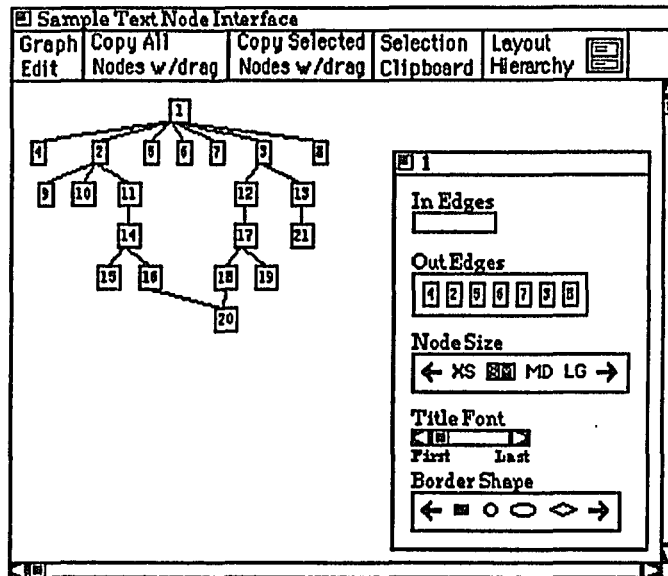 Sample Text Node Interface
Graph Edit
Copy All Nodes w/drag
Copy Selected Nodes w/drag
Selection Clipboard
Layout Hierarchy
1
4 2 5 6 7 3 8
9 10 11 12 13
14 17 21
15 16 18 19
20
1
In Edges
Out Edges
4 2 5 6 7 3 8
Node Size
XS SM MD LG
Title Font
First Last
Border Shape